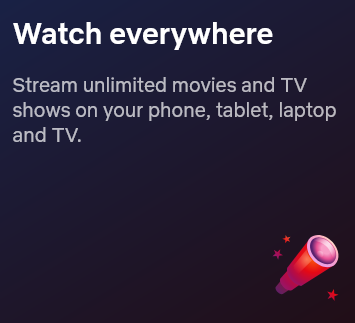 Watch everywhere
Stream unlimited movies and TV
shows on your phone, tablet, laptop
and TV.